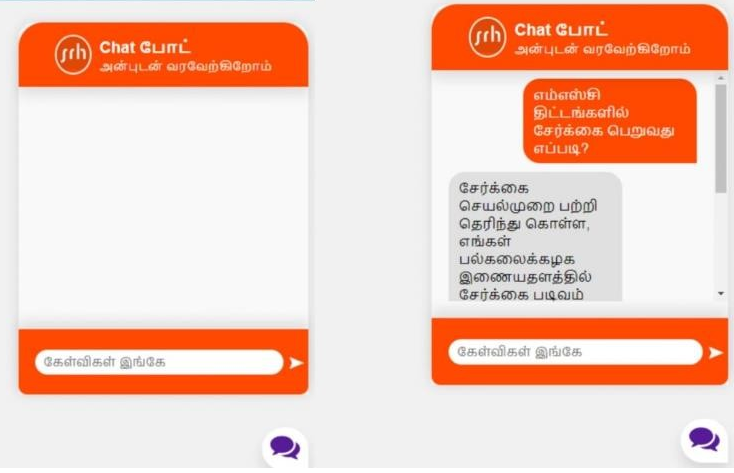 srh
Chat போட்
அன்புடன் வரவேற்கிறோம்
கேள்விகள் இங்கே
srh
Chat போட்
அன்புடன் வரவேற்கிறோம்
எம்எஸ்சி
திட்டங்களில்
சேர்க்கை பெறுவது
எப்படி?
சேர்க்கை
செயல்முறை பற்றி
தெரிந்து கொள்ள,
எங்கள்
பல்கலைக்கழக
இணையதளத்தில்
சேர்க்கை படிவம்
கேள்விகள் இங்கே